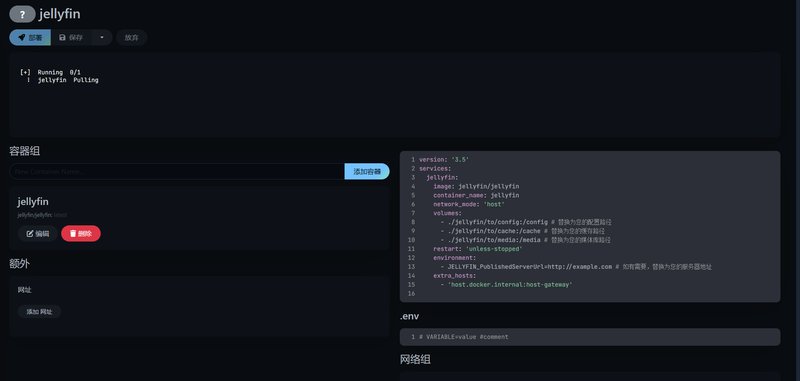 ? jellyfin
部署 保存 放弃
[+] Running 0/1
jellyfin Pulling
容器组
New Container Name...
添加容器
jellyfin
jellyfin/jellyfin: latest
编辑 删除
额外
网址
添加 网址
1 version: '3.5'
2 services:
3 jellyfin:
4 image: jellyfin/jellyfin
5 container_name: jellyfin
6 network_mode: 'host'
7 volumes:
8 - ./jellyfin/to/config:/config # 替换为您的配置路径
9 - ./jellyfin/to/cache:/cache # 替换为您的缓存路径
10 - ./jellyfin/to/media:/media # 替换为您的媒体库路径
11 restart: 'unless-stopped'
12 environment:
13 - JELLYFIN_PublishedServerUrl=http://example.com # 如有需要，替换为您的服务器地址
14 extra_hosts:
15 - 'host.docker.internal:host-gateway'
16
.env
1 # VARIABLE=value #comment
网络组